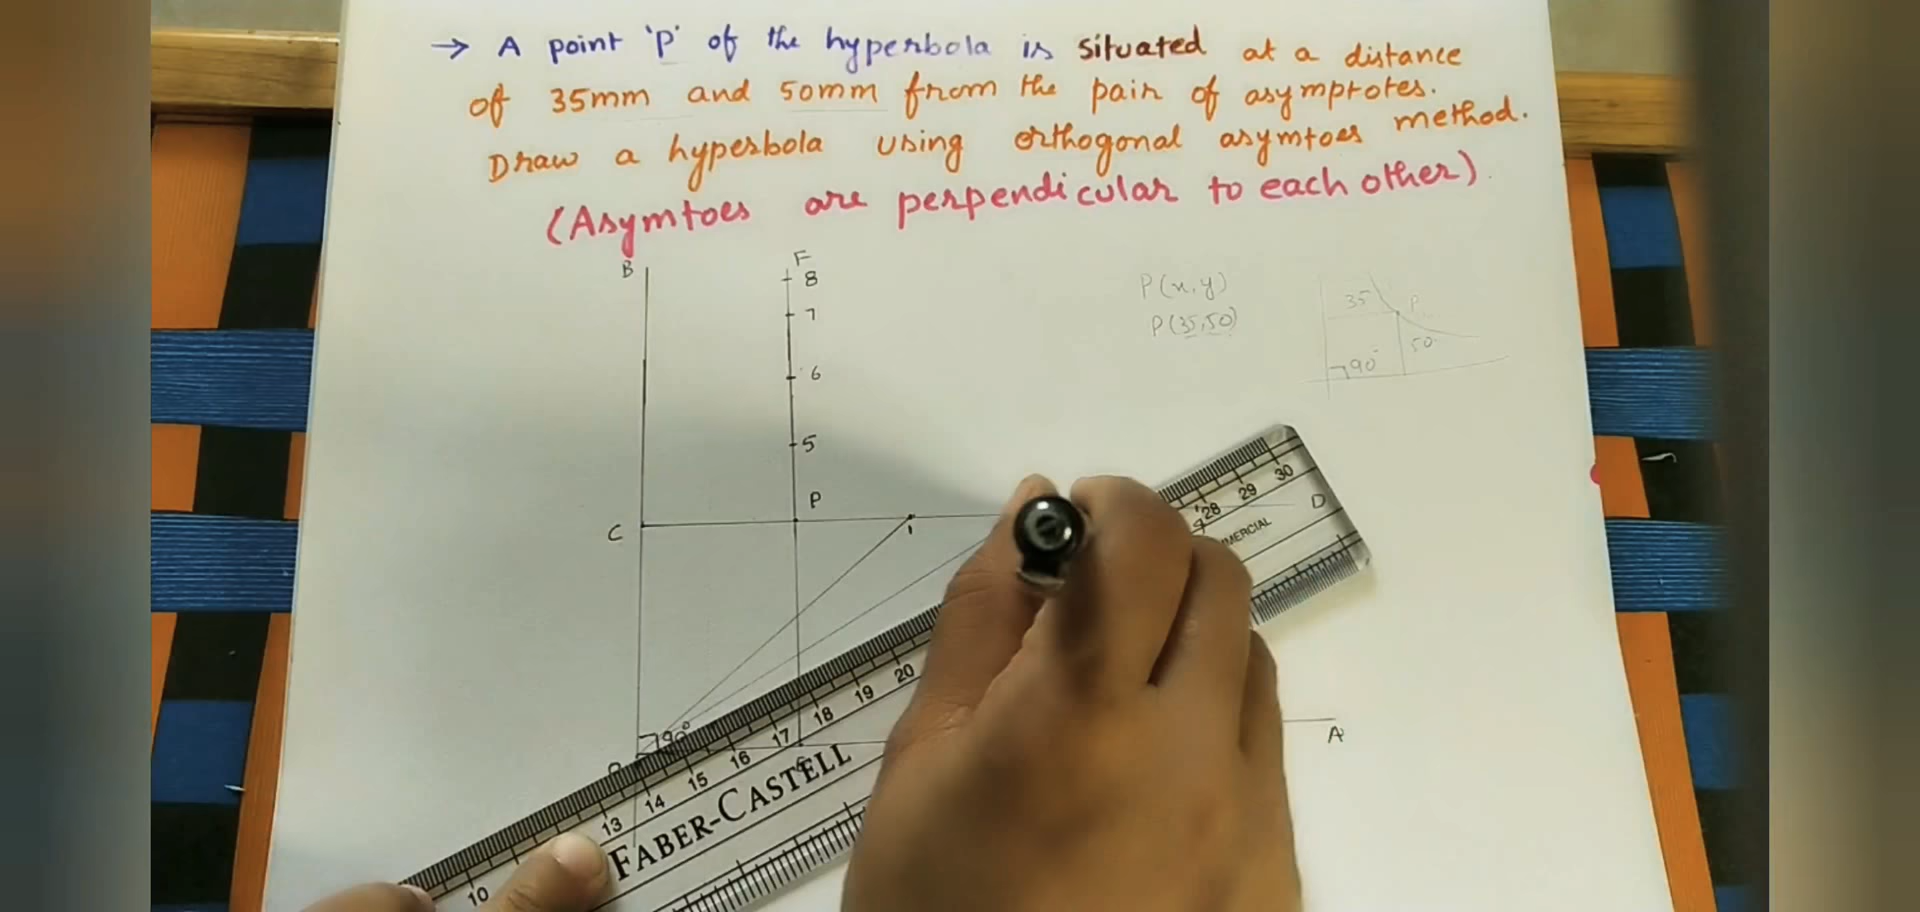 → A point 'P' of the hyperbola is situated at a distance
of 35mm and 50mm from the pair of asymptotes.
Draw a hyperbola using orthogonal asymtoes method.
(Asymtoes are perpendicular to each other).
B
F
8
7
6
5
P
C
1
D
90°
O
A
P(x,y)
P(35,50)
35
P
50
90°
10
13
14
15
16
17
18
19
20
28
29
30
FABER-CASTELL